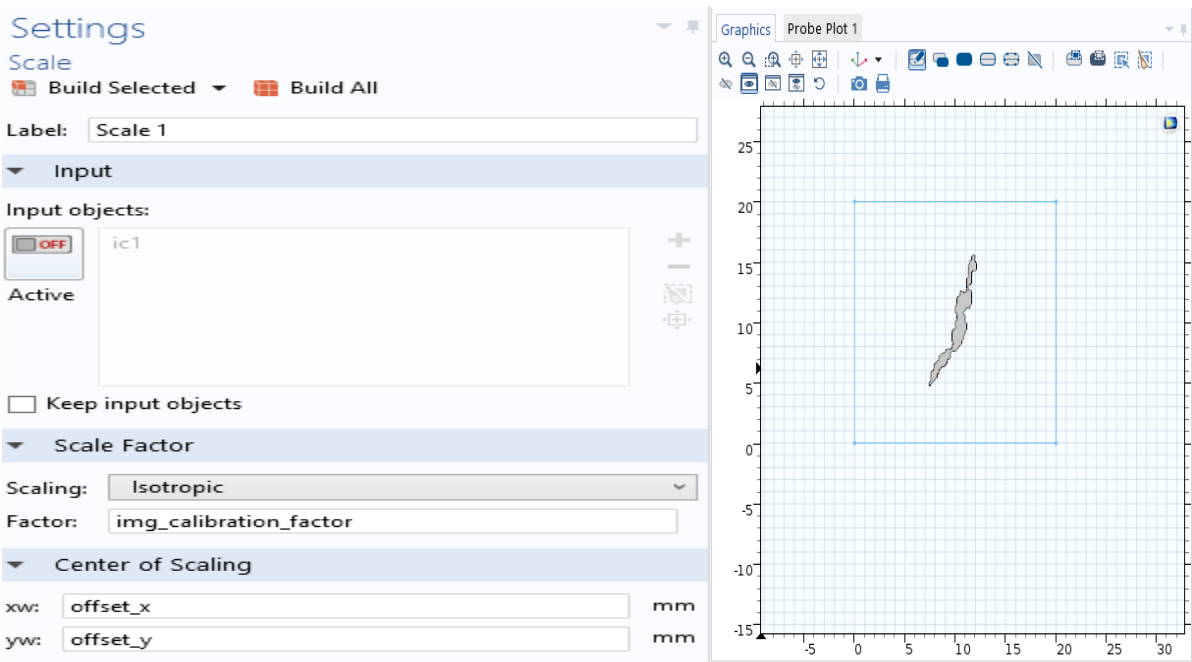 Settings
Scale
Build Selected Build All
Label: Scale 1
Input
Input objects:
OFF
ic1
Active
Keep input objects
Scale Factor
Scaling: Isotropic
Factor: img_calibration_factor
Center of Scaling
xw: offset_x mm
yw: offset_y mm
Graphics Probe Plot 1
25
20
15
10
5
0
-5
-10
-15
-5 0 5 10 15 20 25 30